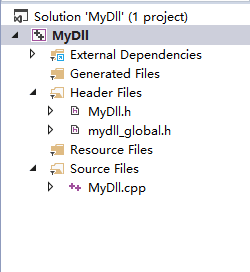 Solution 'MyDll' (1 project)
MyDll
External Dependencies
Generated Files
Header Files
MyDll.h
mydll_global.h
Resource Files
Source Files
MyDll.cpp